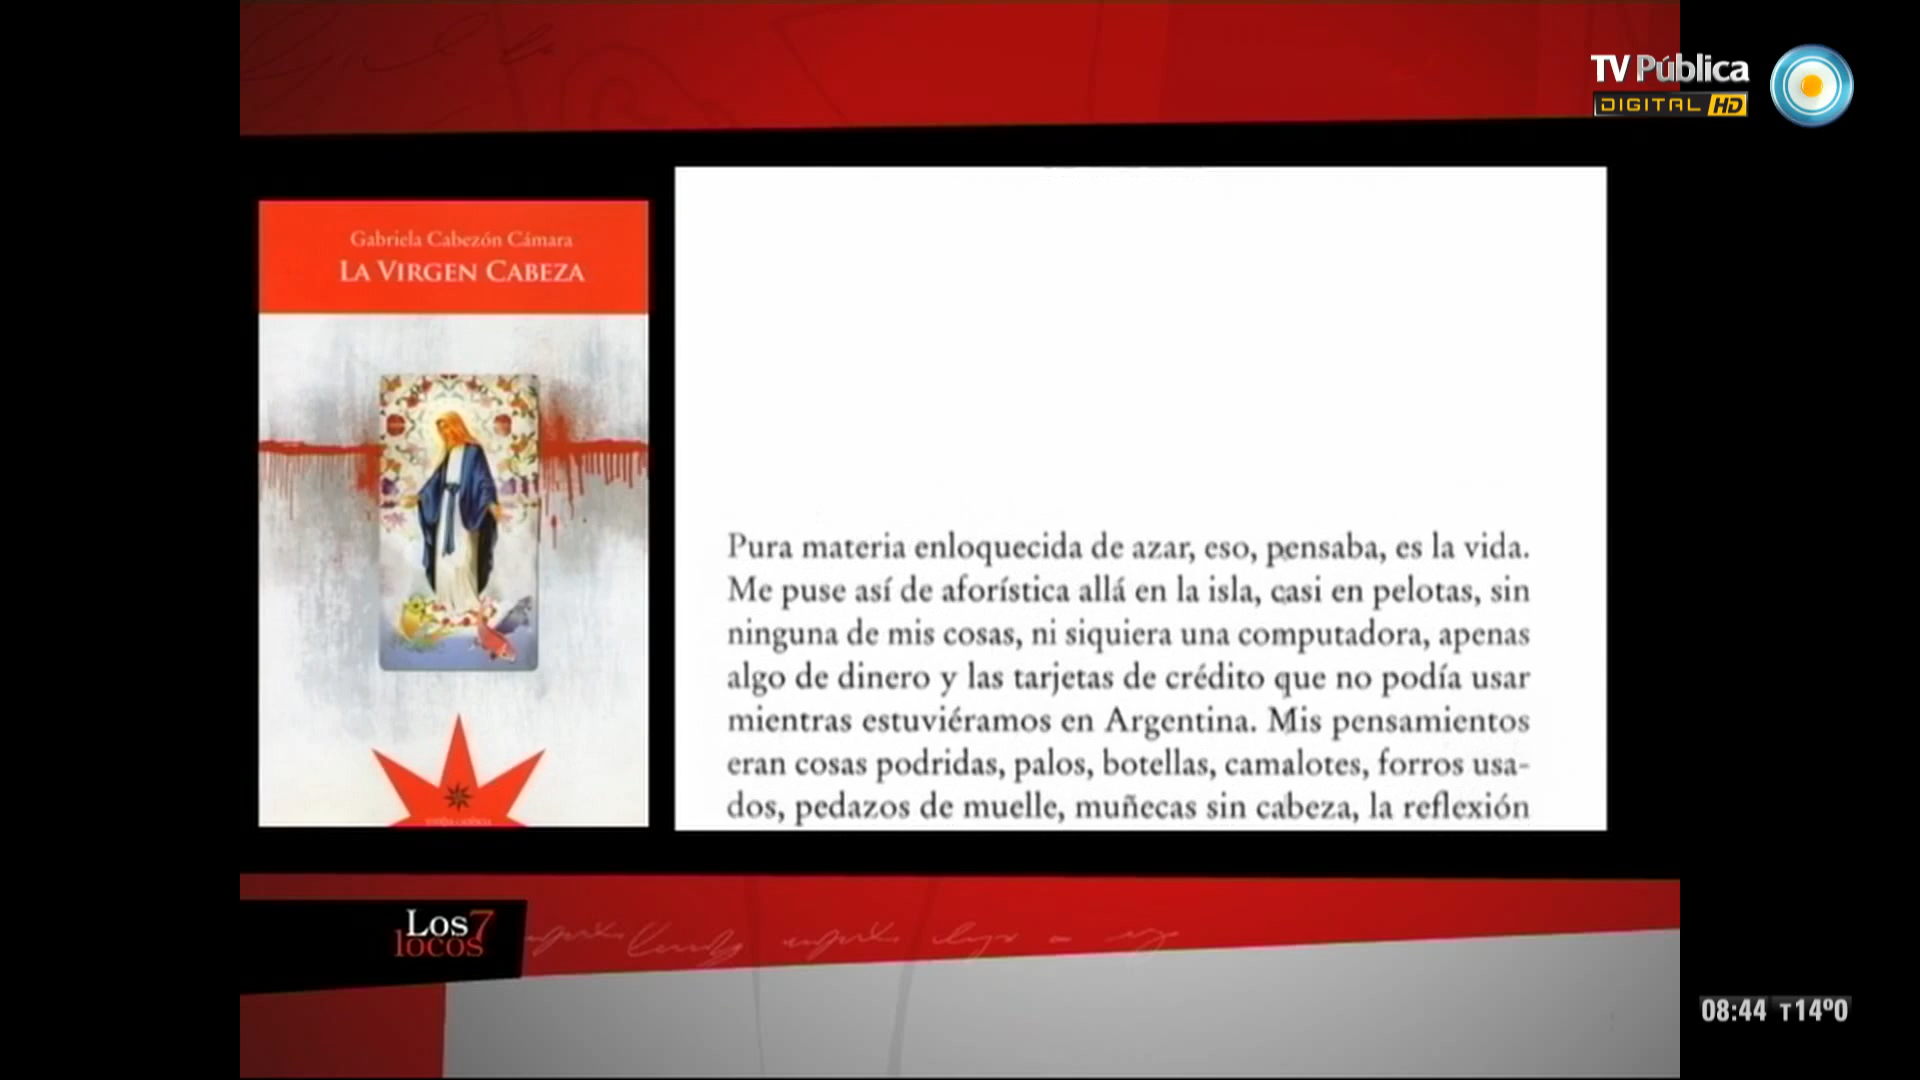 TV Pública
DIGITAL HD
Gabriela Cabezón Cámara
LA VIRGEN CABEZA
Pura materia enloquecida de azar, eso, pensaba, es la vida.
Me puse así de aforística allá en la isla, casi en pelotas, sin
ninguna de mis cosas, ni siquiera una computadora, apenas
algo de dinero y las tarjetas de crédito que no podía usar
mientras estuviéramos en Argentina. Mis pensamientos
eran cosas podridas, palos, botellas, camalotes, forros usa-
dos, pedazos de muelle, muñecas sin cabeza, la reflexión
Los 7
locos
08:44 T14º0